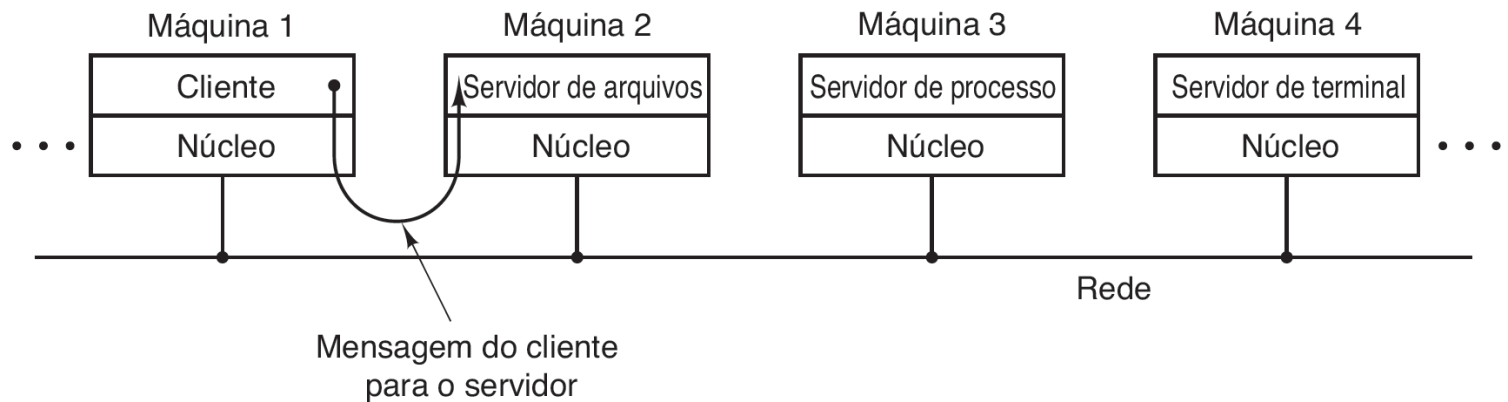 Máquina 1
Máquina 2
Máquina 3
Máquina 4
Cliente
Servidor de arquivos
Servidor de processo
Servidor de terminal
Núcleo
Núcleo
Núcleo
Núcleo
Rede
Mensagem do cliente
para o servidor